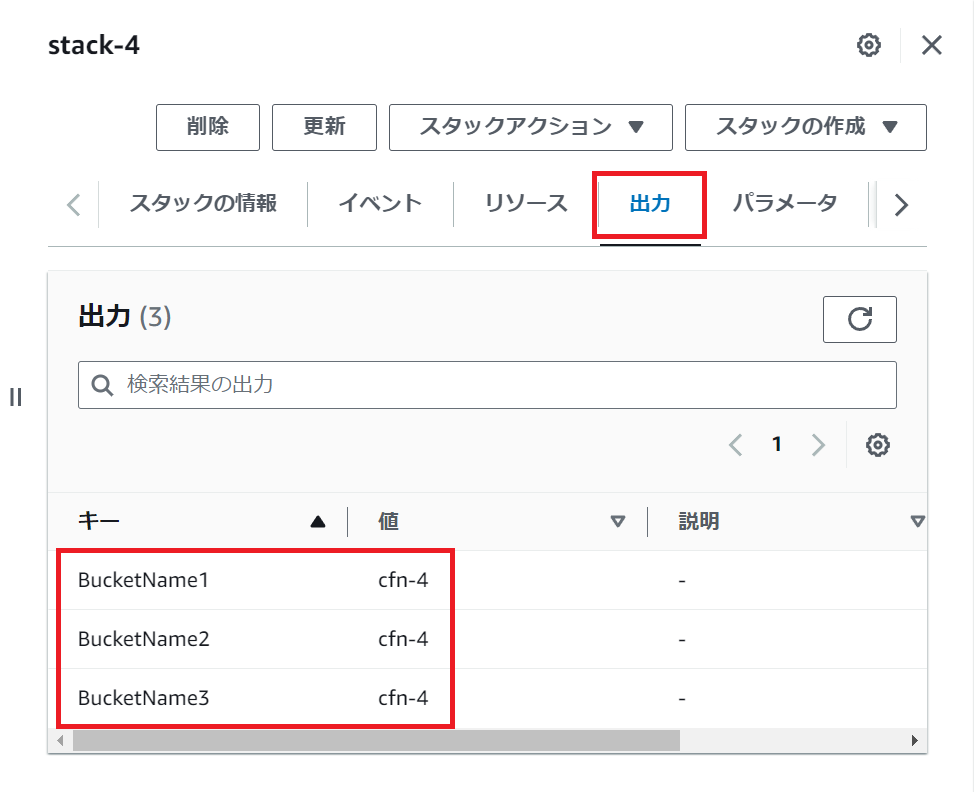 stack-4
削除 更新 スタックアクション ▼ スタックの作成 ▼
スタックの情報 イベント リソース 出力 パラメータ
出力 (3)
検索結果の出力
1
キー 値 説明
BucketName1 cfn-4 -
BucketName2 cfn-4 -
BucketName3 cfn-4 -